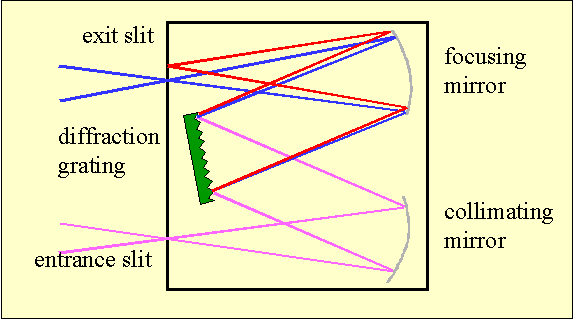 exit slit
focusing
mirror
diffraction
grating
collimating
mirror
entrance slit